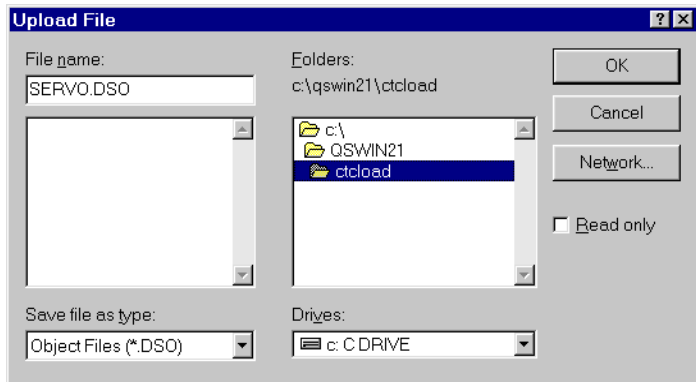 Upload File
File name:
SERVO.DSO
Save file as type:
Object Files (*.DSO)
Folders:
c:\qswin21\ctcload
c:\
QSWIN21
ctcload
Drives:
c: C DRIVE
OK
Cancel
Network...
Read only